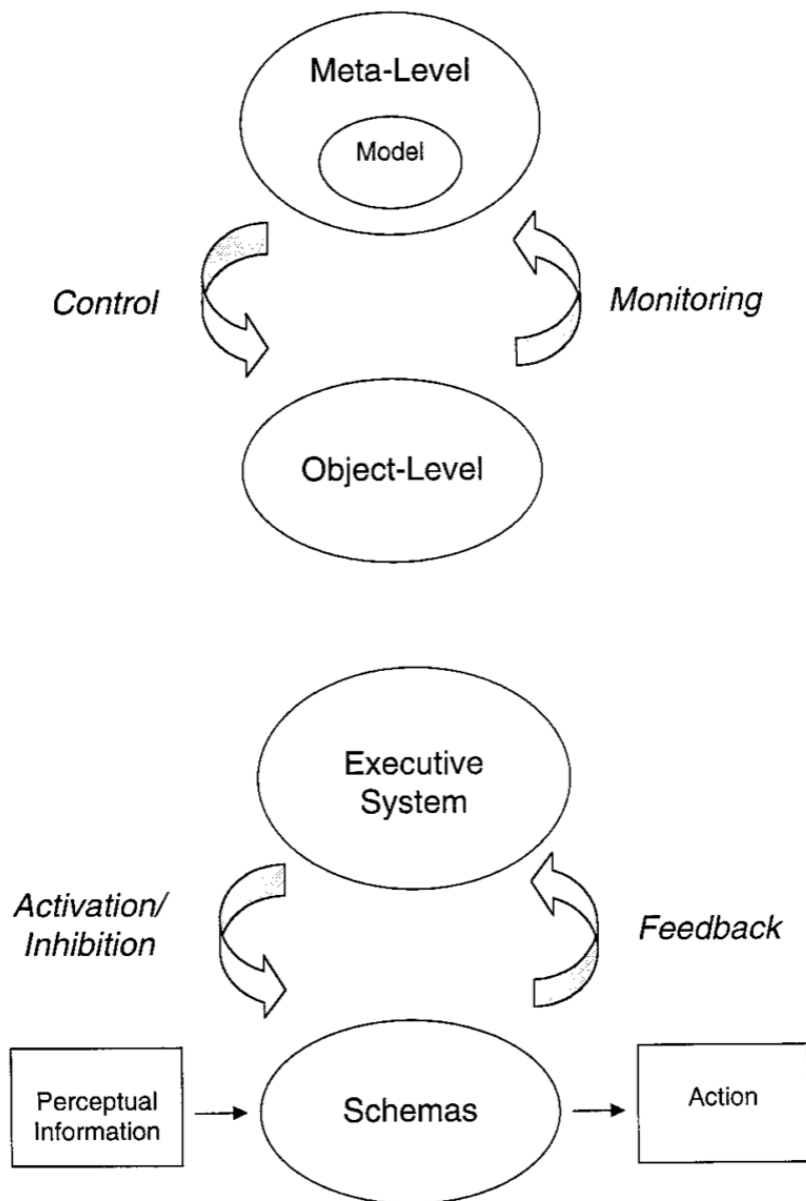 Meta-Level
Model
Control
Monitoring
Object-Level
Executive
System
Activation/
Inhibition
Feedback
Perceptual
Information
Schemas
Action